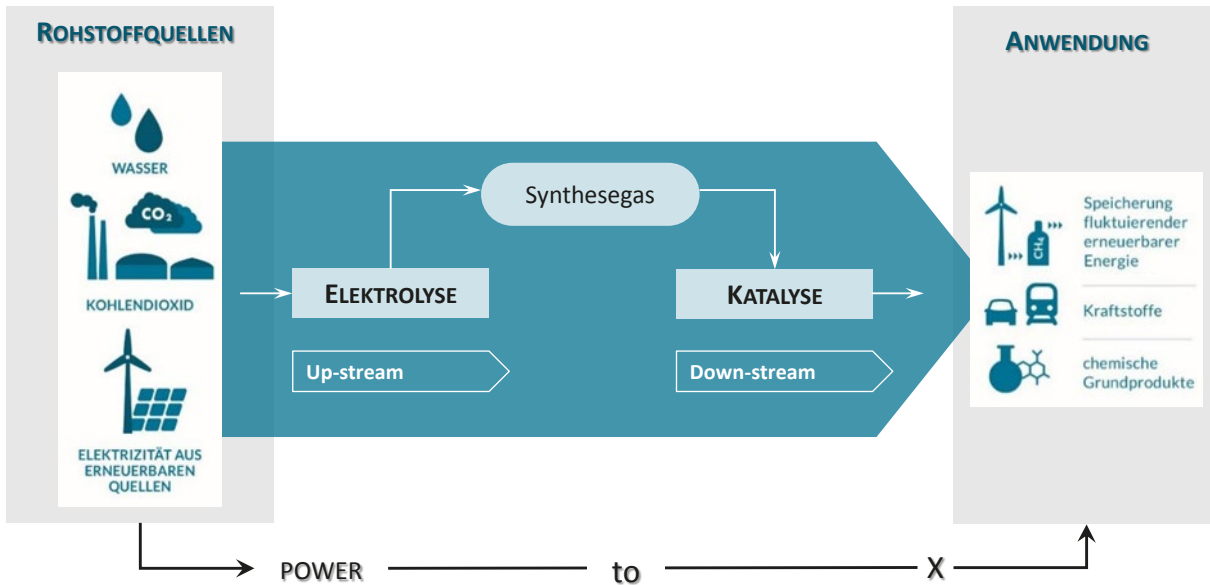 ROHSTOFFQUELLEN
WASSER
CO₂
KOHLENDIOXID
ELEKTRIZITÄT AUS
ERNEUERBAREN
QUELLEN
Synthesegas
ELEKTROLYSE
KATALYSE
Up-stream
Down-stream
ANWENDUNG
CH₄
Speicherung
fluktuierender
erneuerbarer
Energie
Kraftstoffe
chemische
Grundprodukte
POWER to X